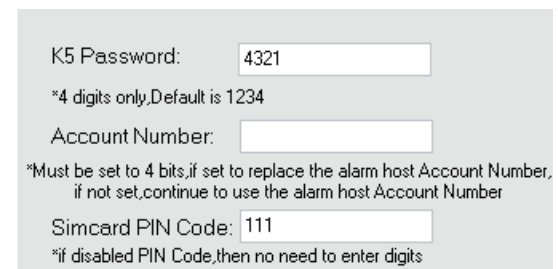 K5 Password: 4321
*4 digits only,Default is 1234
Account Number:
*Must be set to 4 bits,if set to replace the alarm host Account Number,
if not set,continue to use the alarm host Account Number
Simcard PIN Code: 111
*if disabled PIN Code,then no need to enter digits